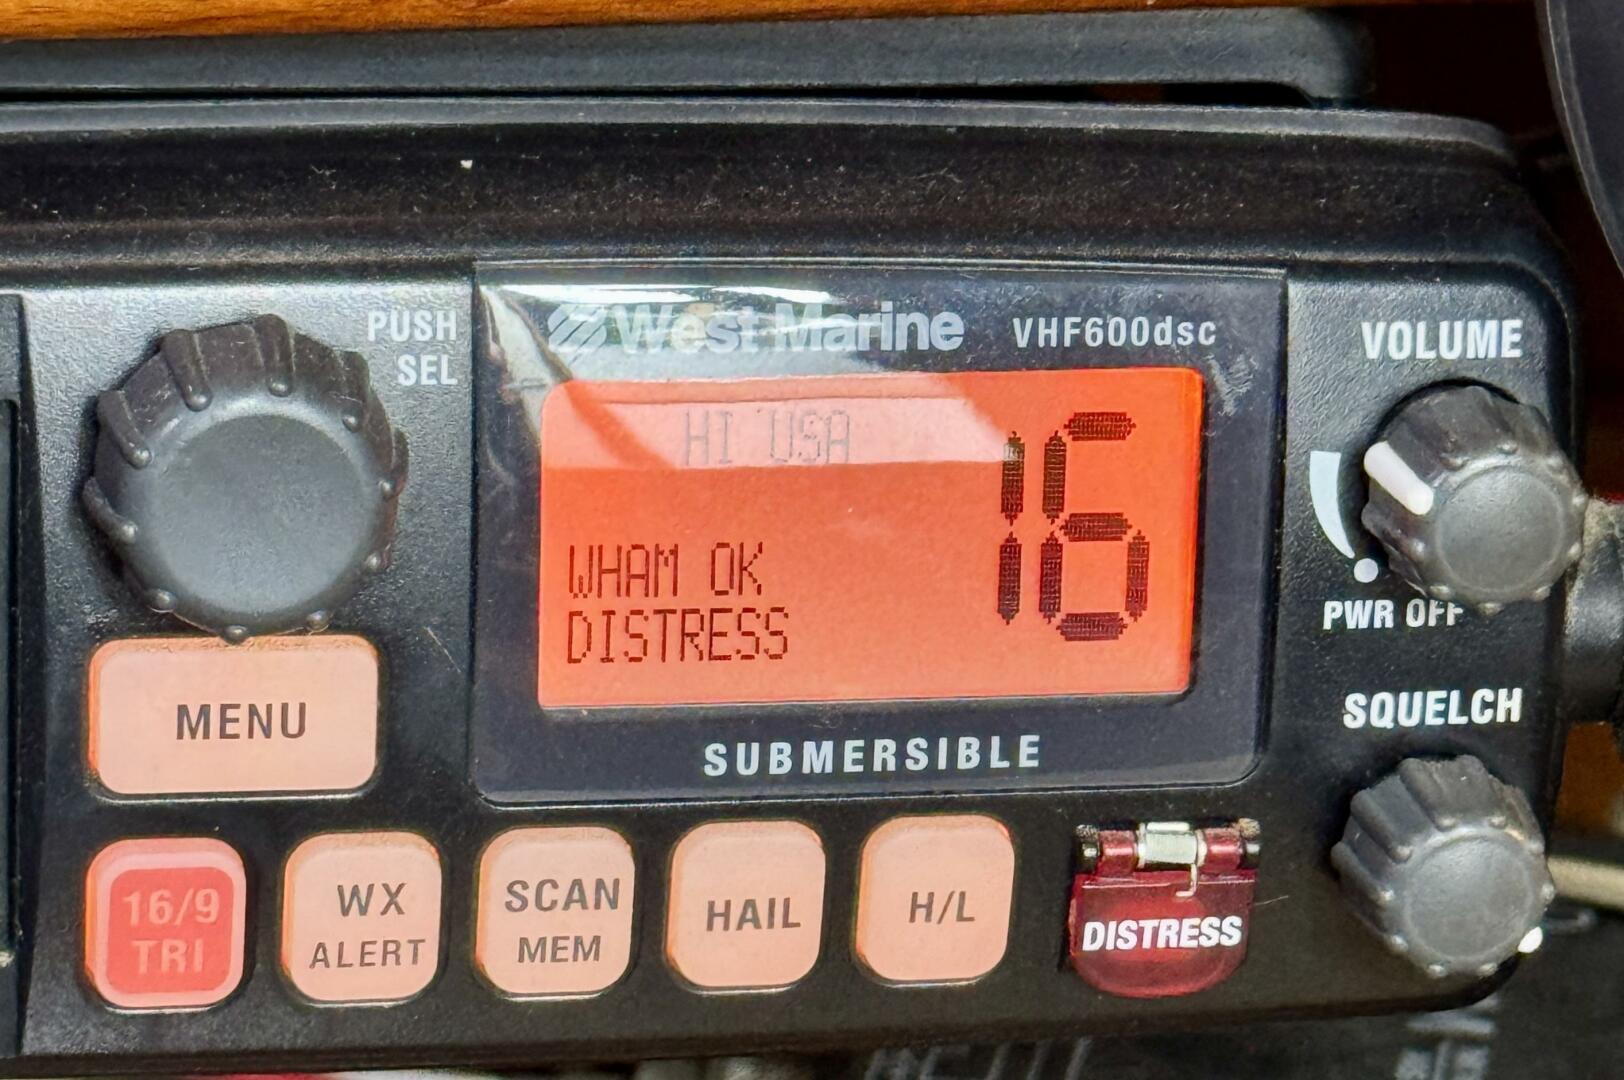 PUSH
SEL
West Marine VHF600dsc
VOLUME
HI USA
16
WHAM OK
DISTRESS
PWR OFF
MENU
SUBMERSIBLE
SQUELCH
16/9
TRI
WX
ALERT
SCAN
MEM
HAIL
H/L
DISTRESS